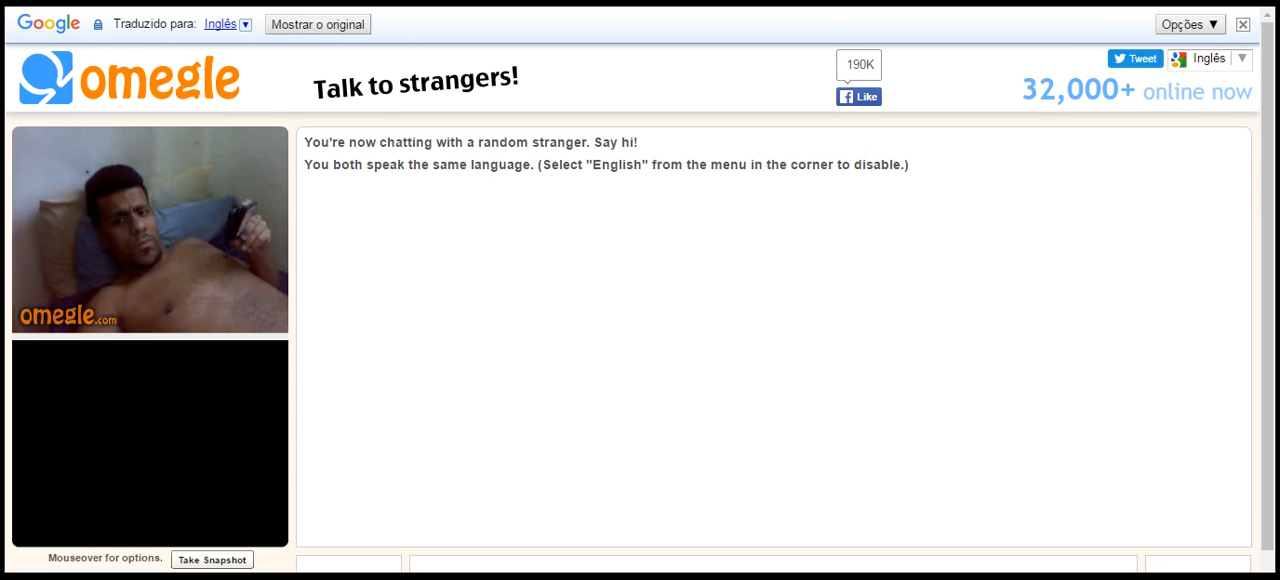 Google Traduzido para: Inglês Mostrar o original Opções ▼
omegle Talk to strangers! 190K Like Tweet Inglês
32,000+ online now
You're now chatting with a random stranger. Say hi!
You both speak the same language. (Select "English" from the menu in the corner to disable.)
omegle.com
Mouseover for options. Take Snapshot